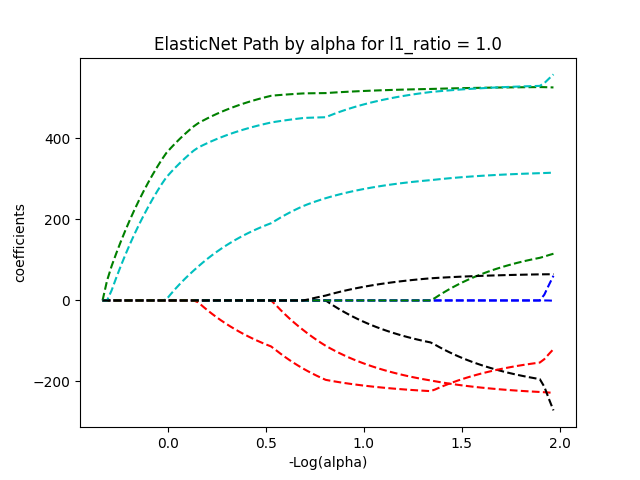 ElasticNet Path by alpha for l1_ratio = 1.0
coefficients
400
200
0
−200
0.0 0.5 1.0 1.5 2.0
-Log(alpha)